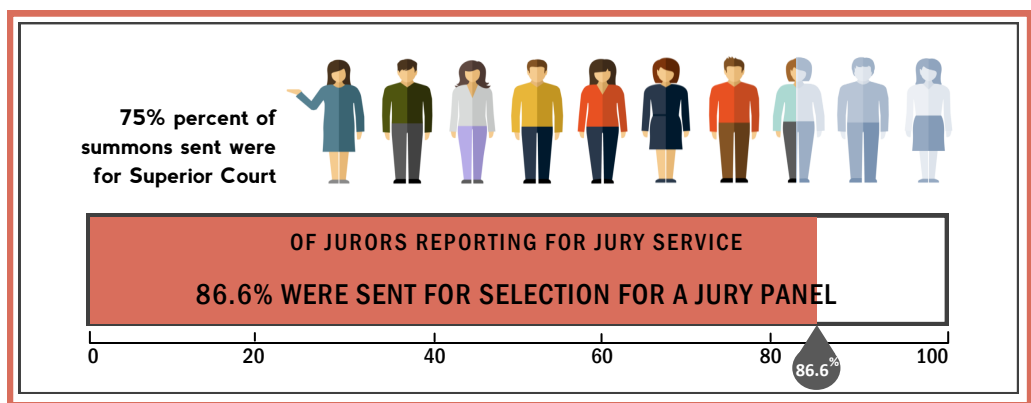 75% percent of
summons sent were
for Superior Court
OF JURORS REPORTING FOR JURY SERVICE
86.6% WERE SENT FOR SELECTION FOR A JURY PANEL
0 20 40 60 80 100
86.6%